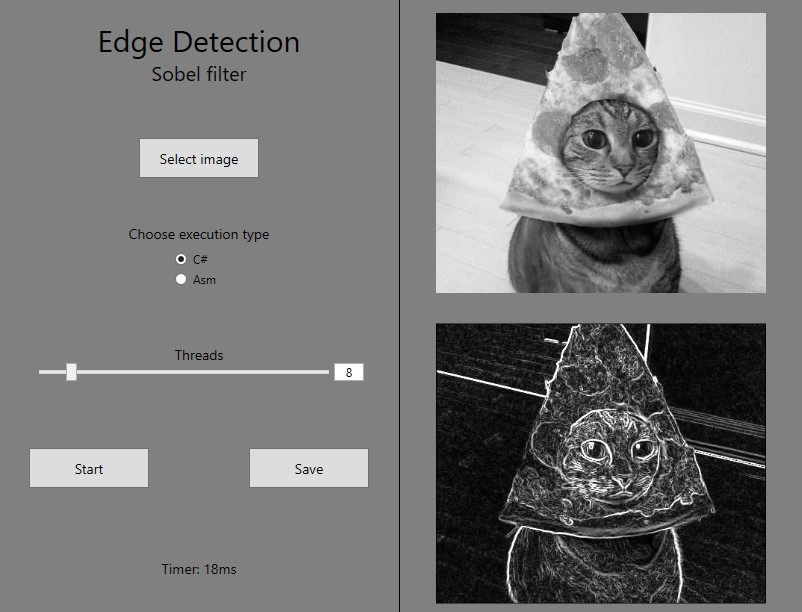 Edge Detection
Sobel filter
Select image
Choose execution type
C#
Asm
Threads
8
Start
Save
Timer: 18ms